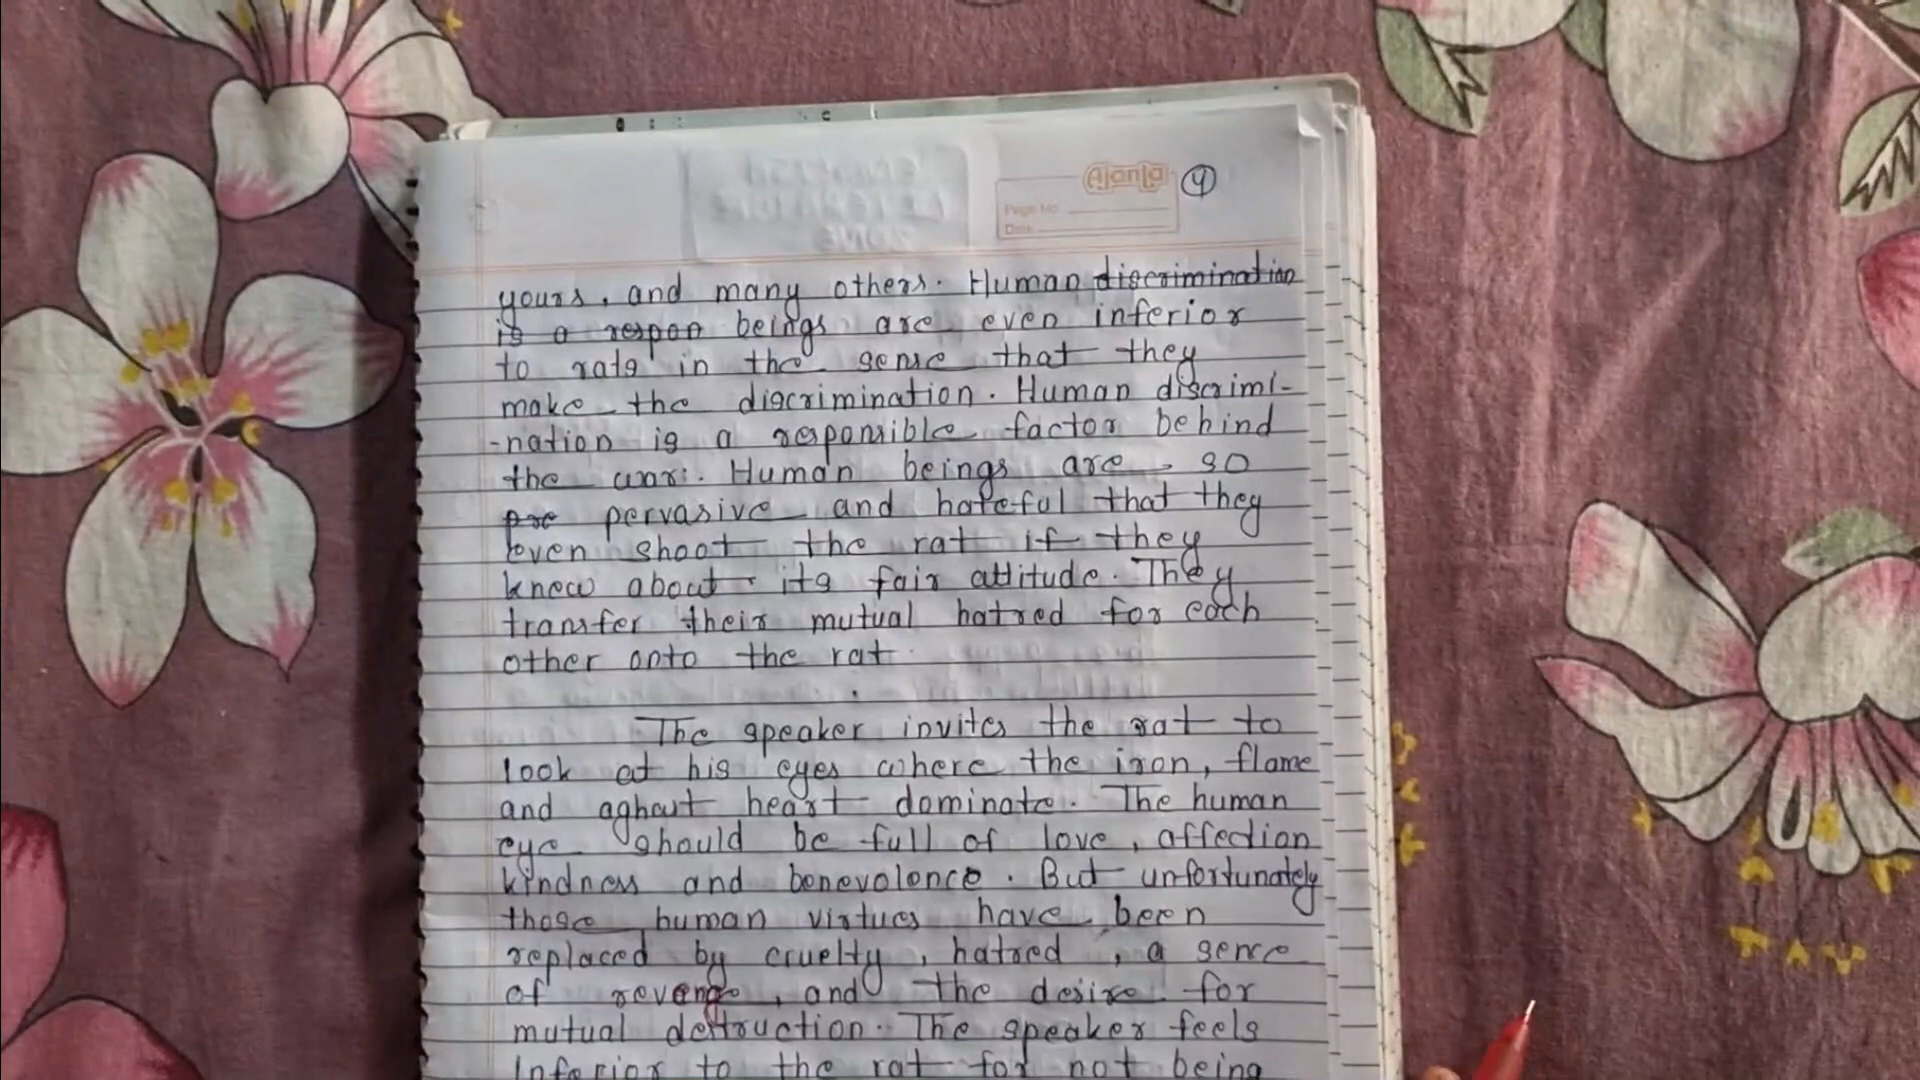 Ajanta
4
Page No.
Date
yours, and many others. Human discrimination
is a respon beings are even inferior
to rats in the sense that they
make the discrimination. Human discrimi-
-nation is a responsible factor behind
the war. Human beings are so
pre pervasive and hateful that they
even shoot the rat if they
knew about its fair attitude. They
transfer their mutual hatred for each
other onto the rat
The speaker invites the rat to
look at his eyes where the iron, flame
and aghast heart dominate. The human
eye should be full of love, affection
kindness and benevolence. But unfortunately
those human virtues have been
replaced by cruelty, hatred, a sense
of revenge, and the desire for
mutual destruction. The speaker feels
inferior to the rat for not being